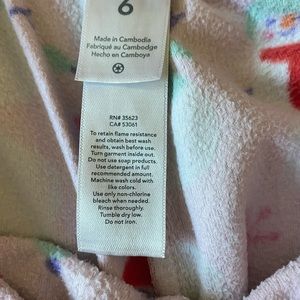 6
Made in Cambodia
Fabriqué au Cambodge
Hecho en Camboya
RN# 35623
CA# 53061
To retain flame resistance
and obtain best wash
results, wash before use.
Turn garment inside out.
Do not use soap products.
Use detergent in full
recommended amount.
Machine wash cold with
like colors.
Use only non-chlorine
bleach when needed.
Rinse thoroughly.
Tumble dry low.
Do not iron.